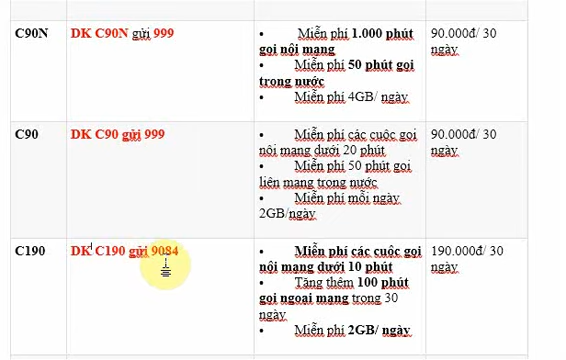 C90N
DK C90N gửi 999
• Miễn phí 1.000 phút
gọi nội mạng
• Miễn phí 50 phút gọi
trong nước
• Miễn phí 4GB/ ngày
90.000đ/ 30
ngày
C90
DK C90 gửi 999
• Miễn phí các cuộc gọi
nội mạng dưới 20 phút
• Miễn phí 50 phút gọi
liên mạng trong nước
• Miễn phí mỗi ngày
2GB/ngày
90.000đ/ 30
ngày
C190
DK C190 gửi 9084
• Miễn phí các cuộc gọi
nội mạng dưới 10 phút
• Tặng thêm 100 phút
gọi ngoại mạng trong 30
ngày
• Miễn phí 2GB/ ngày
190.000đ/ 30
ngày